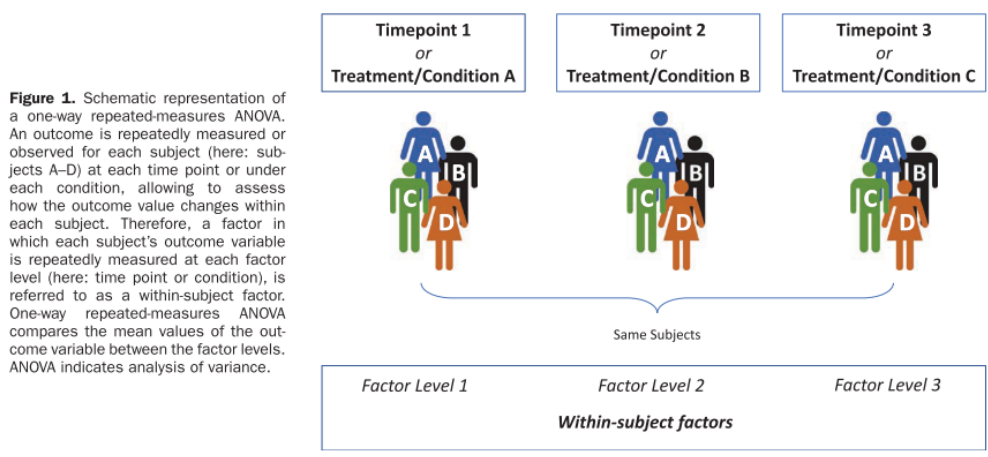 Figure 1. Schematic representation of
a one-way repeated-measures ANOVA.
An outcome is repeatedly measured or
observed for each subject (here: sub-
jects A–D) at each time point or under
each condition, allowing to assess
how the outcome value changes within
each subject. Therefore, a factor in
which each subject's outcome variable
is repeatedly measured at each factor
level (here: time point or condition), is
referred to as a within-subject factor.
One-way repeated-measures ANOVA
compares the mean values of the out-
come variable between the factor levels.
ANOVA indicates analysis of variance.
Timepoint 1
or
Treatment/Condition A
Timepoint 2
or
Treatment/Condition B
Timepoint 3
or
Treatment/Condition C
A
B
C
D
A
B
C
D
A
B
C
D
Same Subjects
Factor Level 1
Factor Level 2
Factor Level 3
Within-subject factors